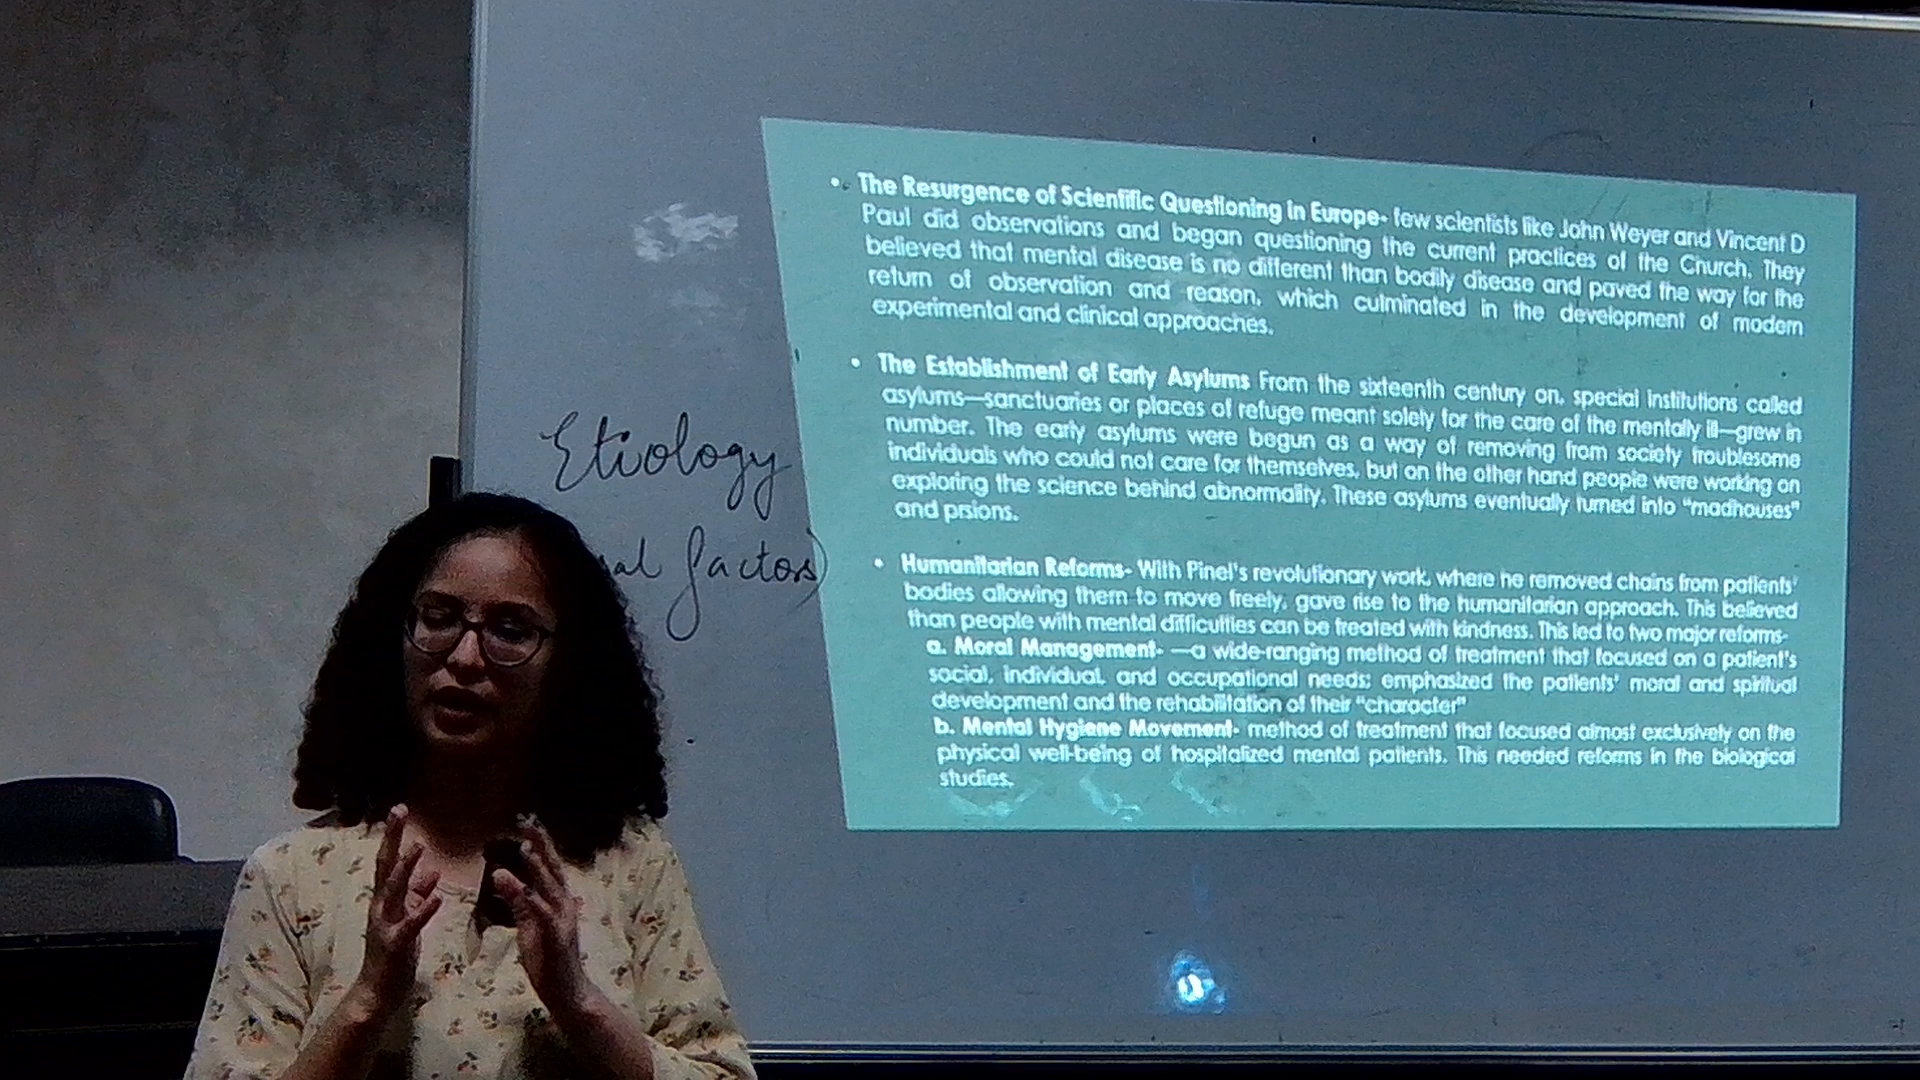 • The Resurgence of Scientific Questioning in Europe- few scientists like John Weyer and Vincent D
Paul did observations and began questioning the current practices of the Church. They
believed that mental disease is no different than bodily disease and paved the way for the
return of observation and reason, which culminated in the development of modern
experimental and clinical approaches.
• The Establishment of Early Asylums From the sixteenth century on, special institutions called
asylums—sanctuaries or places of refuge meant solely for the care of the mentally ill—grew in
number. The early asylums were begun as a way of removing from society troublesome
individuals who could not care for themselves, but on the other hand people were working on
exploring the science behind abnormality. These asylums eventually turned into "madhouses"
and prsions.
• Humanitarian Reforms- With Pinel's revolutionary work, where he removed chains from patients'
bodies allowing them to move freely, gave rise to the humanitarian approach. This believed
than people with mental difficulties can be treated with kindness. This led to two major reforms-
a. Moral Management- —a wide-ranging method of treatment that focused on a patient's
social, individual, and occupational needs; emphasized the patients' moral and spiritual
development and the rehabilitation of their "character"
b. Mental Hygiene Movement- method of treatment that focused almost exclusively on the
physical well-being of hospitalized mental patients. This needed reforms in the biological
studies.
Etiology
factors)